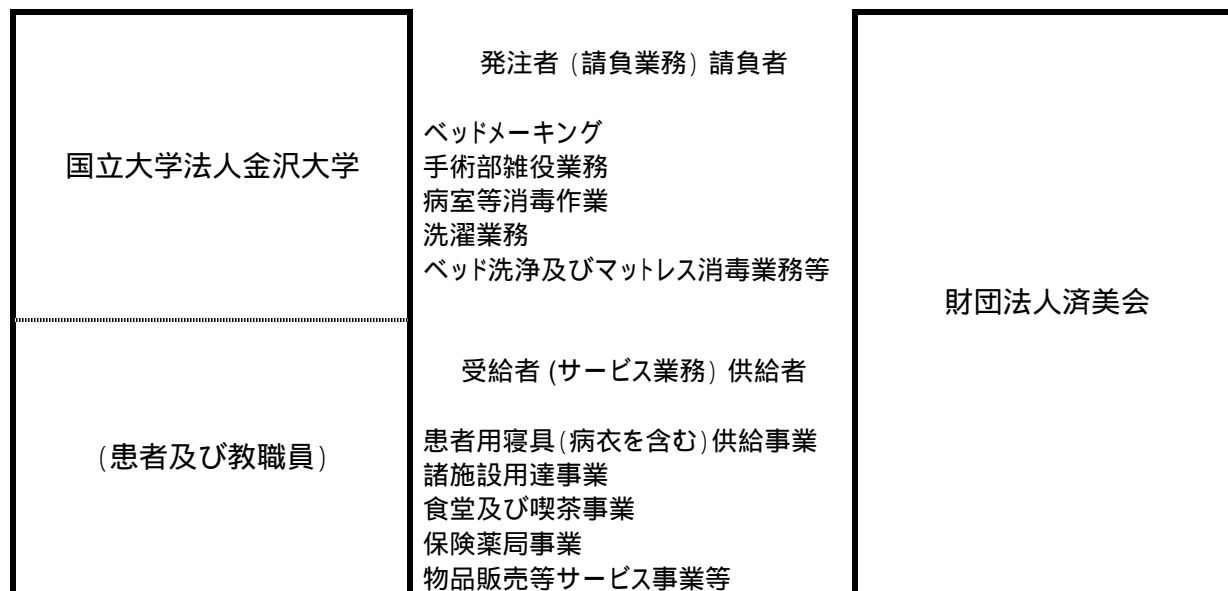 国立大学法人金沢大学
発注者 (請負業務) 請負者
ベッドメーキング
手術部雑役業務
病室等消毒作業
洗濯業務
ベッド洗浄及びマットレス消毒業務等
(患者及び教職員)
受給者 (サービス業務) 供給者
患者用寝具(病衣を含む)供給事業
諸施設用達事業
食堂及び喫茶事業
保険薬局事業
物品販売等サービス事業等
財団法人済美会